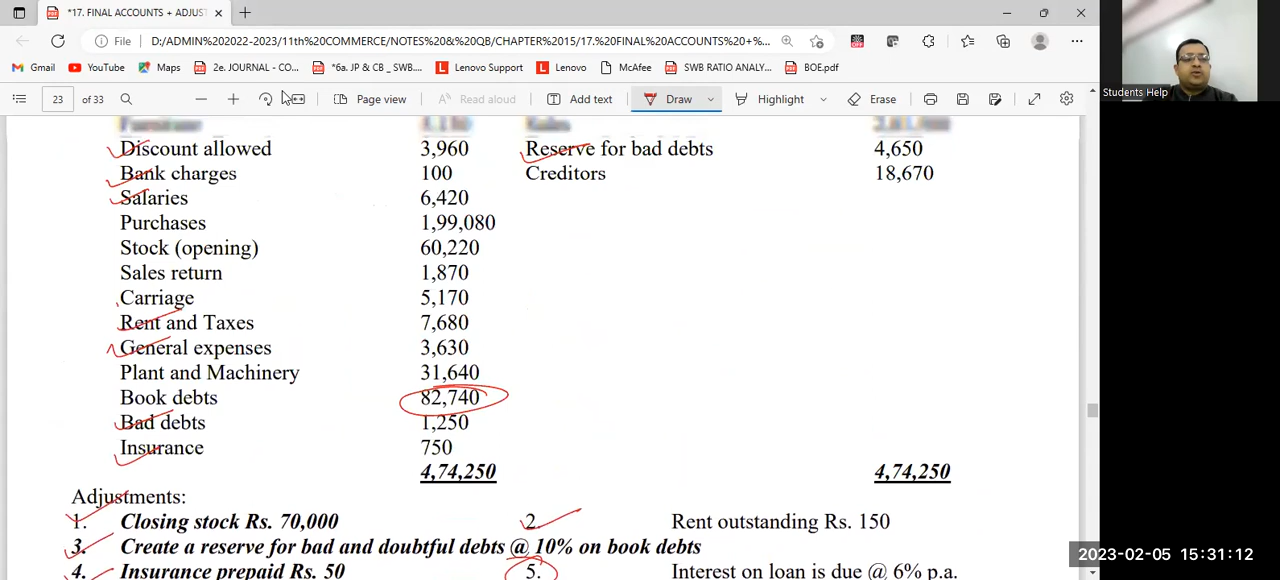 *17. FINAL ACCOUNTS + ADJUST
File D:/ADMIN%202022-2023/11th%20COMMERCE/NOTES%20&%20QB/CHAPTER%2015/17.%20FINAL%20ACCOUNTS%20+%...
Gmail YouTube Maps 2e. JOURNAL - CO... *6a. JP & CB _ SWB.... Lenovo Support Lenovo McAfee SWB RATIO ANALY... BOE.pdf
23 of 33 Page view Read aloud Add text Draw Highlight Erase
Students Help
Furniture Sales
Discount allowed 3,960 Reserve for bad debts 4,650
Bank charges 100 Creditors 18,670
Salaries 6,420
Purchases 1,99,080
Stock (opening) 60,220
Sales return 1,870
Carriage 5,170
Rent and Taxes 7,680
General expenses 3,630
Plant and Machinery 31,640
Book debts 82,740
Bad debts 1,250
Insurance 750
4,74,250 4,74,250
Adjustments:
1. Closing stock Rs. 70,000 2. Rent outstanding Rs. 150
3. Create a reserve for bad and doubtful debts @ 10% on book debts
4. Insurance prepaid Rs. 50 5. Interest on loan is due @ 6% p.a.
2023-02-05 15:31:12